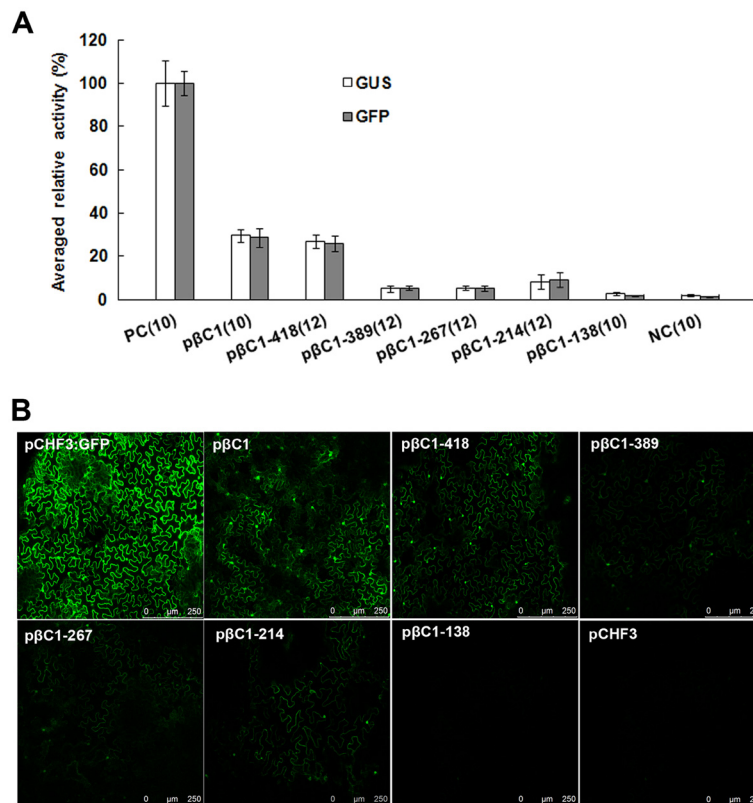 A
Averaged relative activity (%)
120
100
80
60
40
20
0
GUS
GFP
PC(10)
pβC1(10)
pβC1-418(12)
pβC1-389(12)
pβC1-267(12)
pβC1-214(12)
pβC1-138(10)
NC(10)
B
pCHF3:GFP
0 µm 250
pβC1
0 µm 250
pβC1-418
0 µm 250
pβC1-389
0 µm 2
pβC1-267
0 µm 250
pβC1-214
0 µm 250
pβC1-138
0 µm 250
pCHF3
0 µm 2